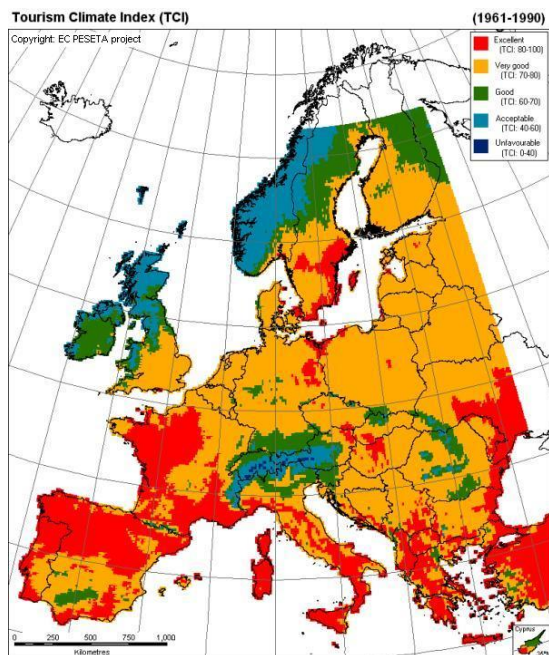 Tourism Climate Index (TCI) (1961-1990)
Copyright: EC PESETA project
Excellent
(TCI: 80-100)
Very good
(TCI: 70-80)
Good
(TCI: 60-70)
Acceptable
(TCI: 40-60)
Unfavourable
(TCI: 0-40)
0 250 500 750 1,000
Kilometres
Cyprus